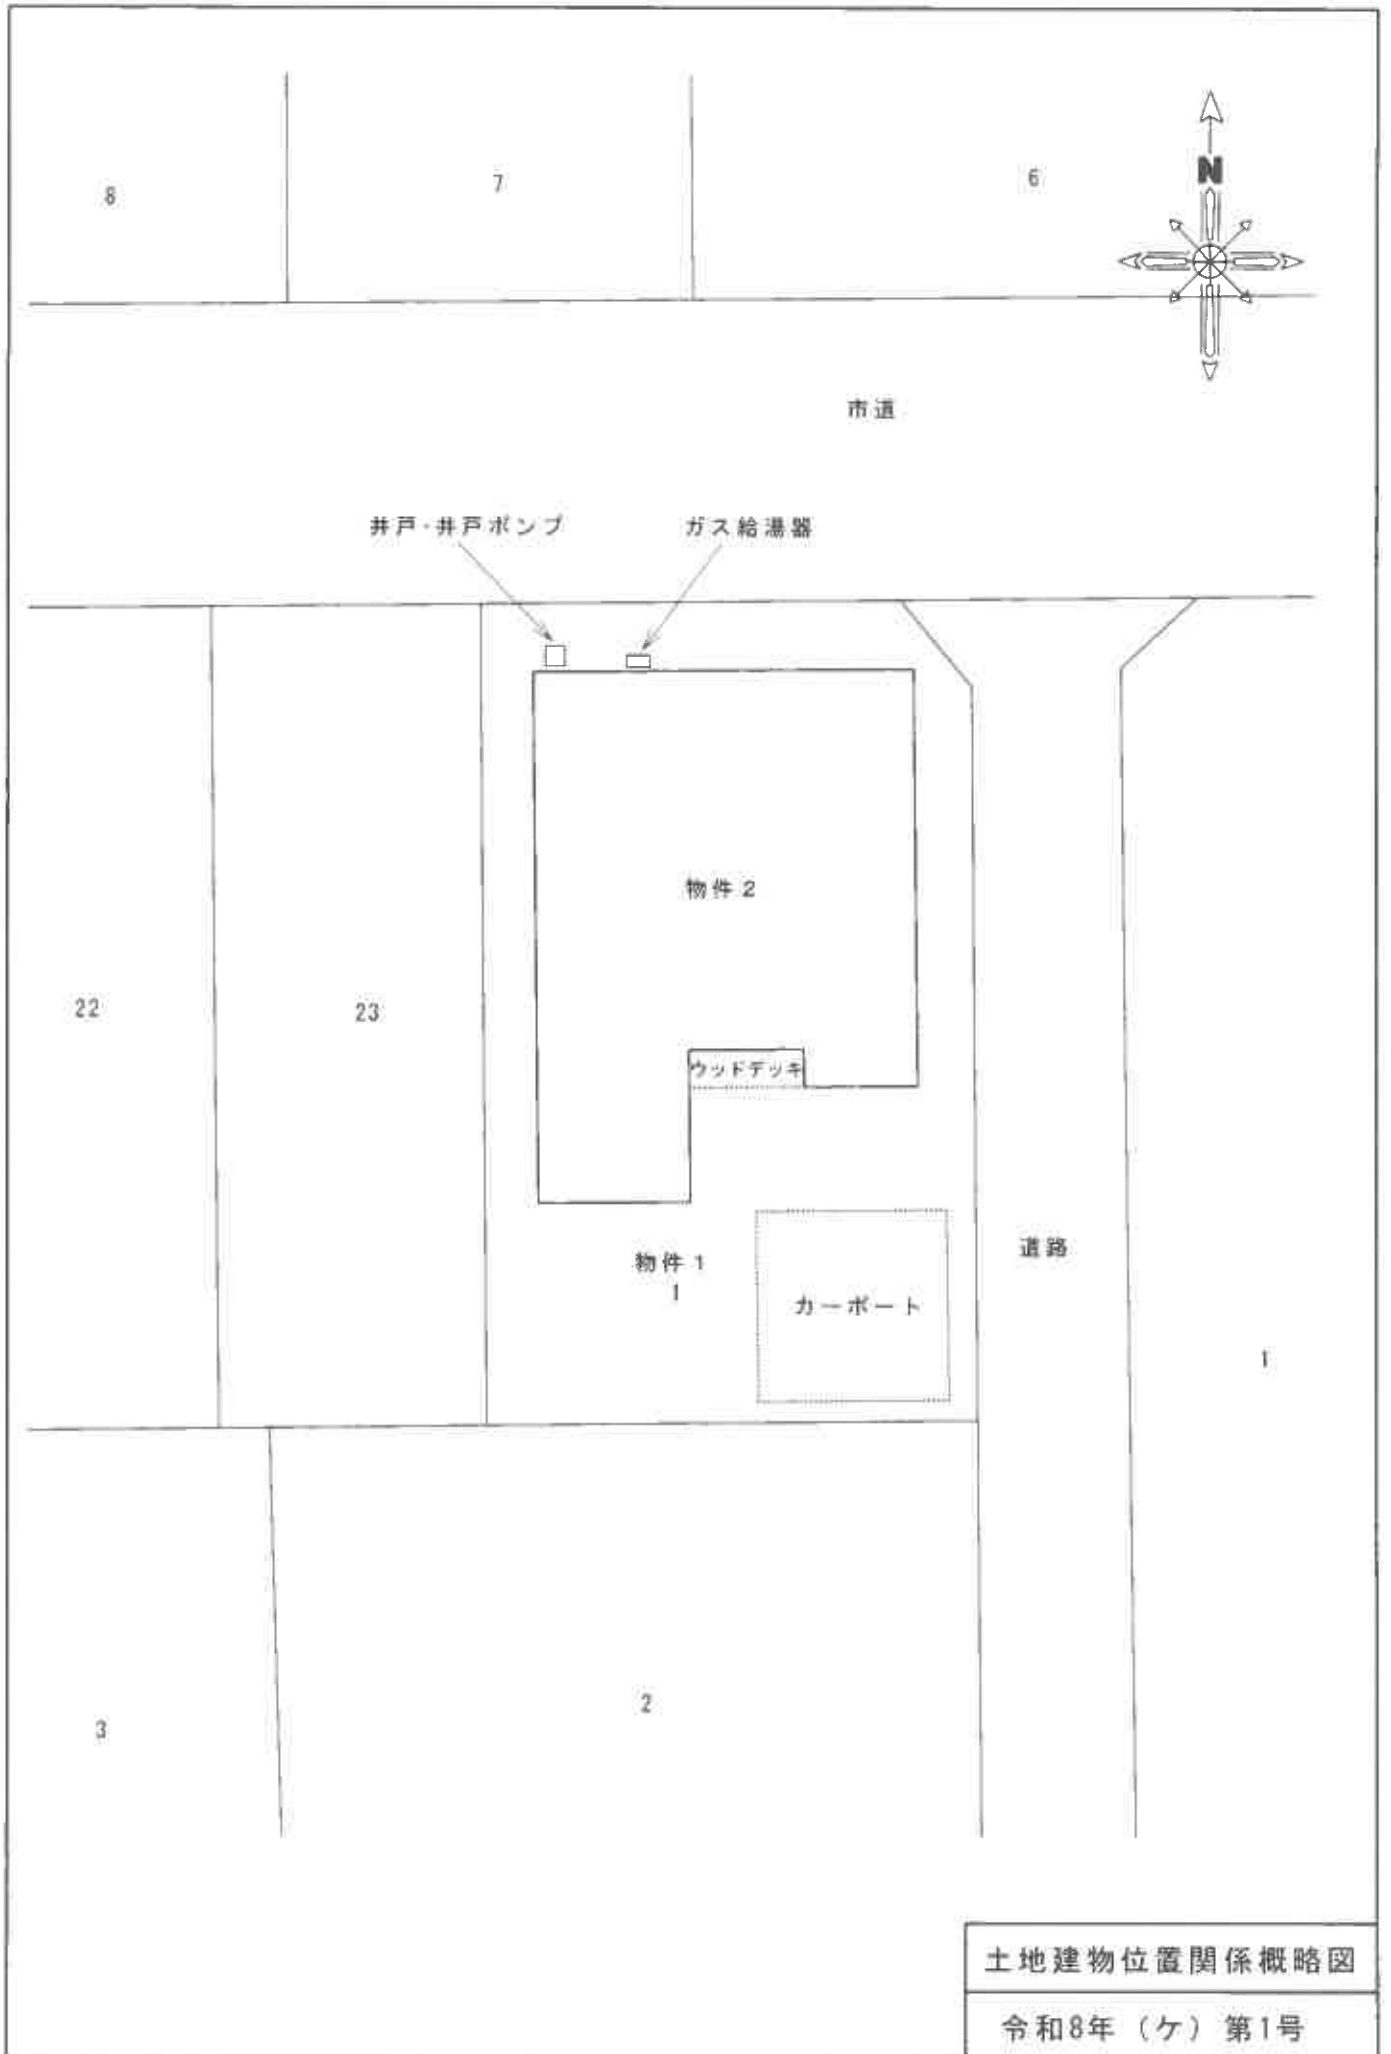 8
7
6
N
市道
井戸・井戸ポンプ
ガス給湯器
物件2
22
23
ウッドデッキ
物件1
1
カーポート
道路
1
3
2
土地建物位置関係概略図
令和8年(ケ)第1号